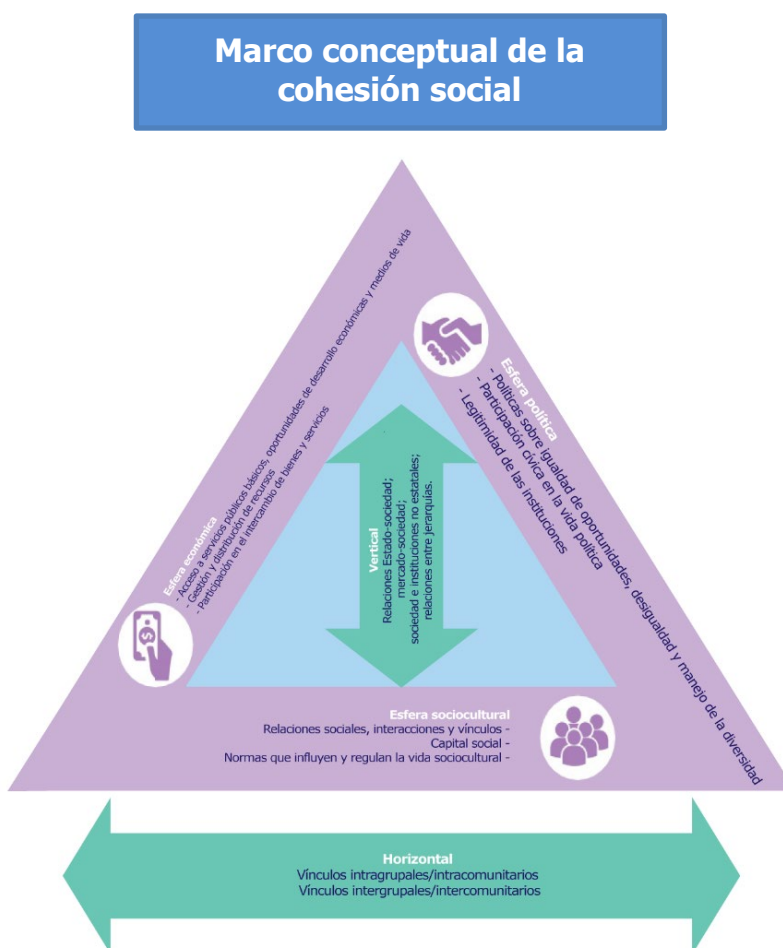 Marco conceptual de la
cohesión social
Esfera económica
- Acceso a servicios públicos básicos, oportunidades de desarrollo económicas y medios de vida
- Gestión y distribución de recursos
- Participación en el intercambio de bienes y servicios
Esfera política
- Políticas sobre igualdad de oportunidades, desigualdad y manejo de la diversidad
- Participación cívica en la vida política
- Legitimidad de las instituciones
Vertical
Relaciones Estado-sociedad;
mercado-sociedad;
sociedad e instituciones no estatales;
relaciones entre jerarquías.
Esfera sociocultural
Relaciones sociales, interacciones y vínculos -
Capital social -
Normas que influyen y regulan la vida sociocultural -
Horizontal
Vínculos intragrupales/intracomunitarios
Vínculos intergrupales/intercomunitarios